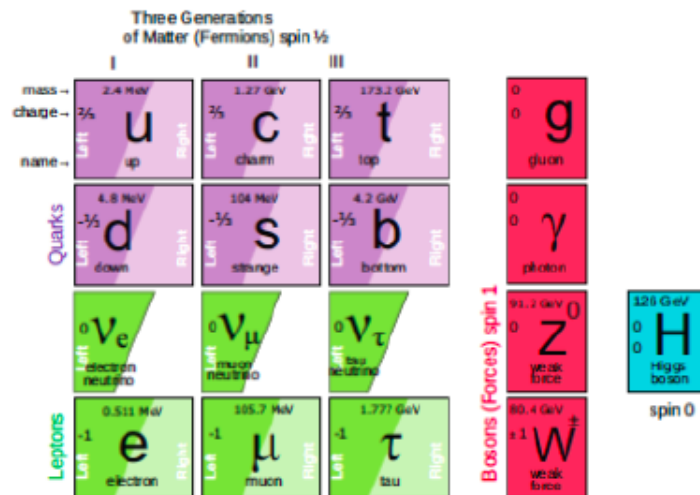 Three Generations
of Matter (Fermions) spin ½
I II III
mass→ 2.4 MeV 1.27 GeV 173.2 GeV 0
charge→ ⅔ u ⅔ c ⅔ t 0 g
Left Right Left Right Left Right
name→ up charm top gluon
Quarks
4.8 MeV 104 MeV 4.2 GeV 0
-⅓ d -⅓ s -⅓ b 0 γ
Left Right Left Right Left Right
down strange bottom photon
Bosons (Forces) spin 1
91.2 GeV 126 GeV
0 νe 0 νμ 0 ντ 0 Z0 0 H
0
Left Left Left
electron neutrino muon neutrino tau neutrino weak force Higgs boson
spin 0
Leptons
0.511 MeV 105.7 MeV 1.777 GeV 80.4 GeV
-1 e -1 μ -1 τ ±1 W±
Left Right Left Right Left Right
electron muon tau weak force